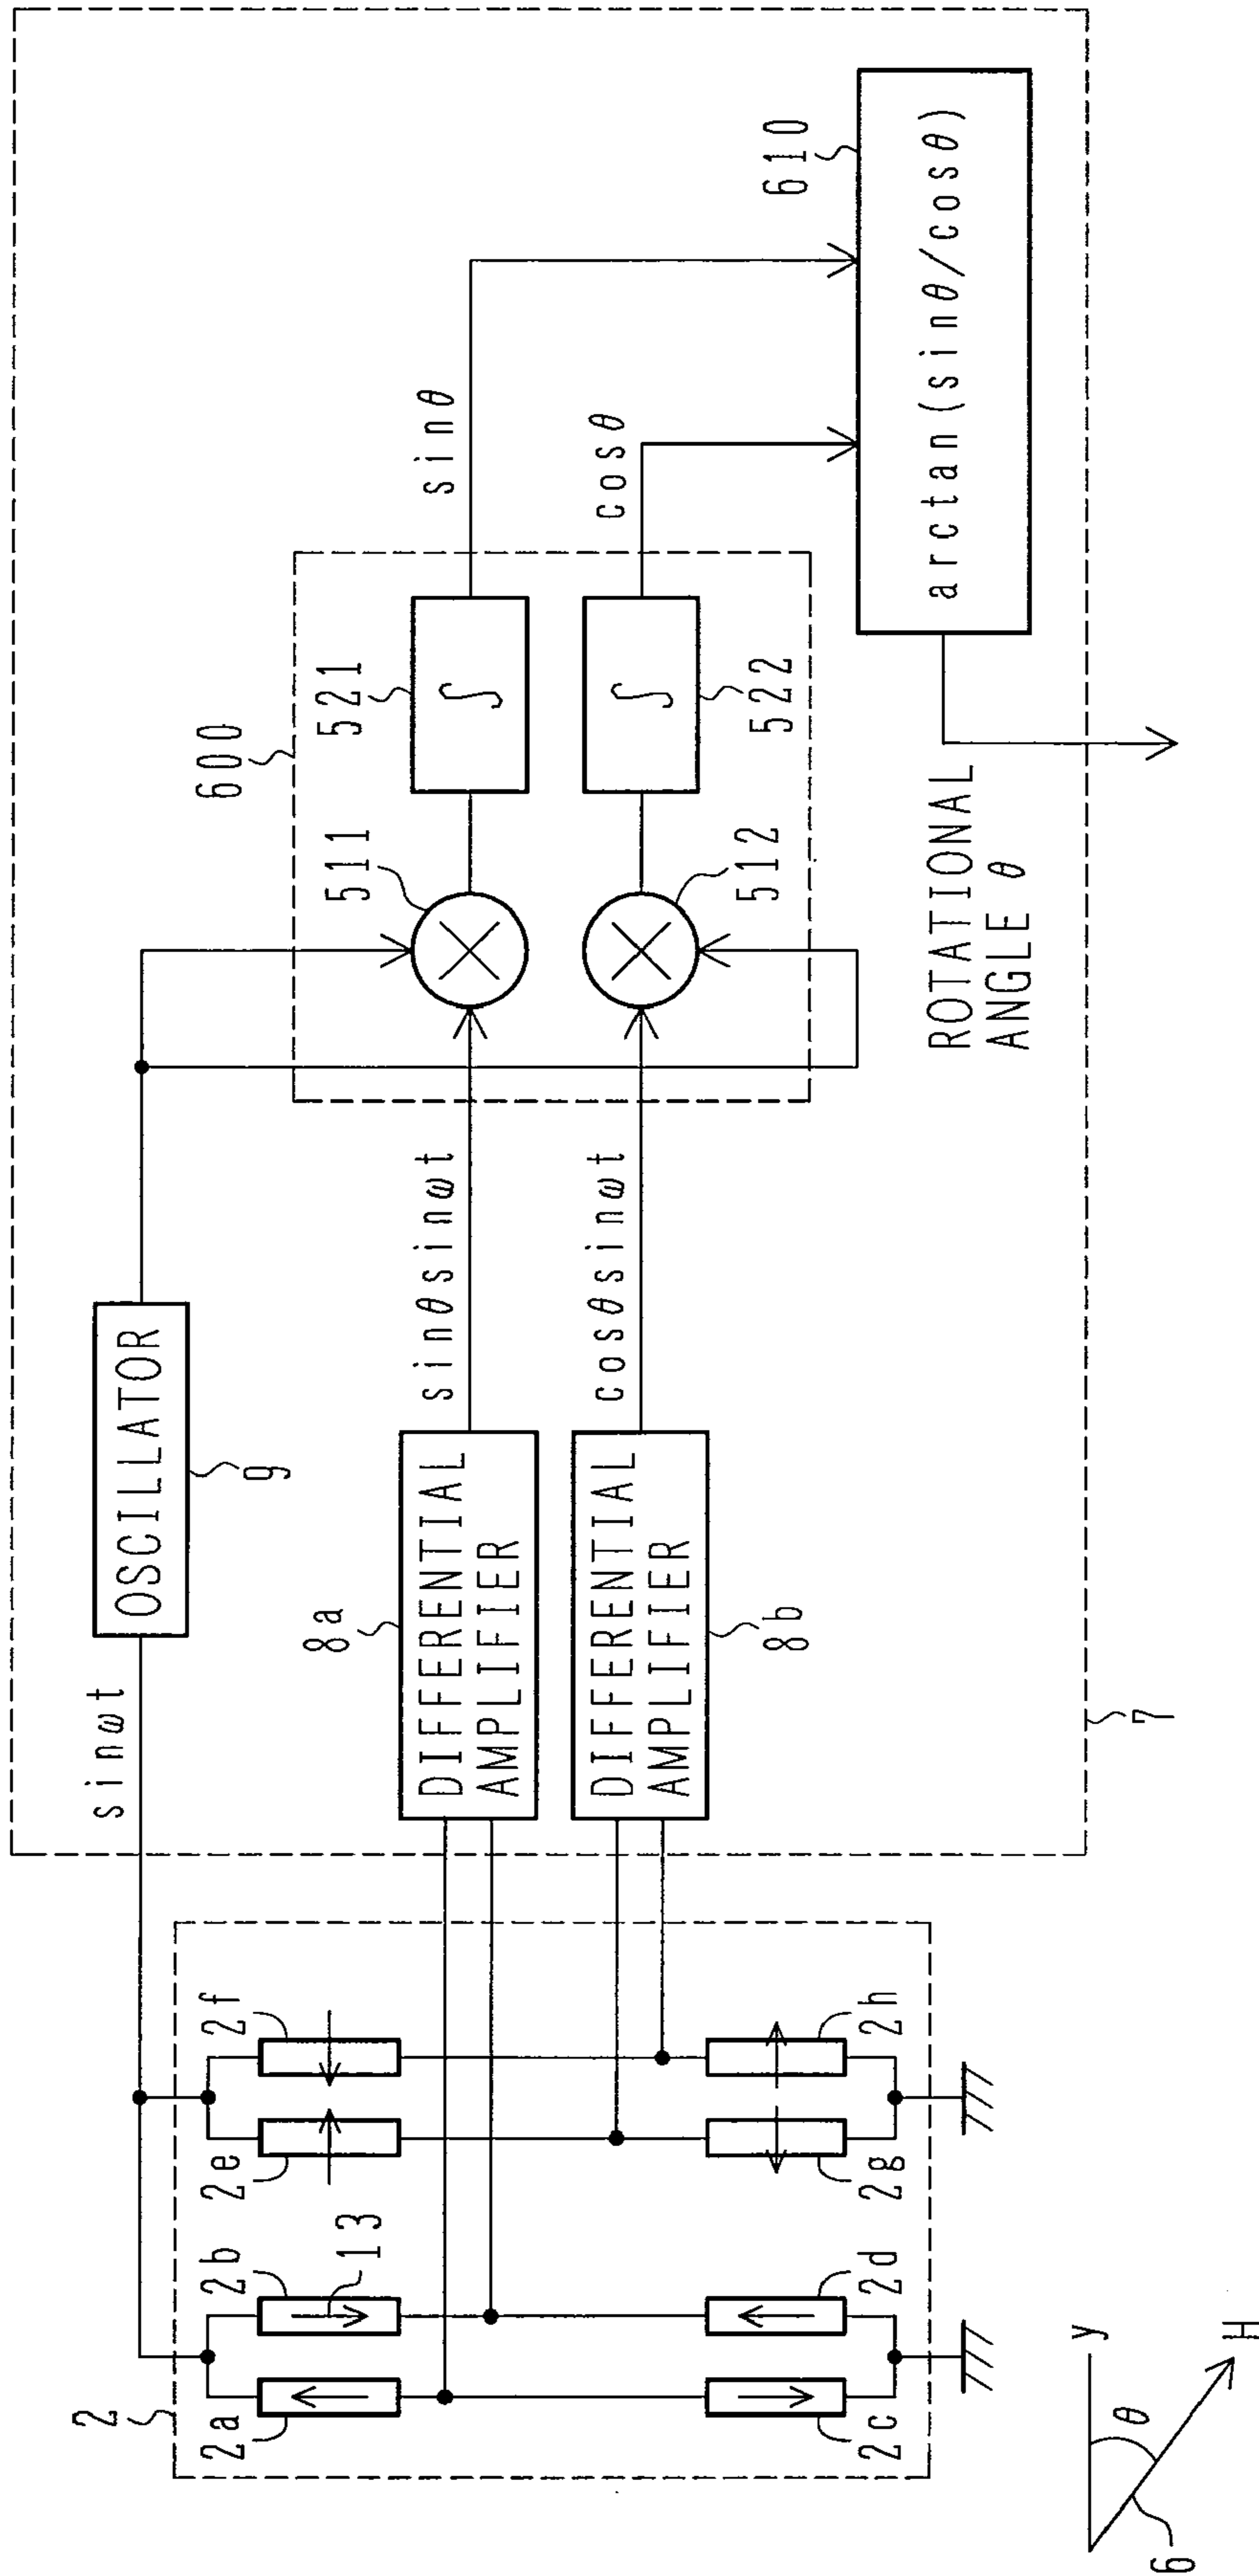 2
2a
2b
13
2c
2d
2e
2f
2g
2h
y
θ
H
6
sinωt
OSCILLATOR
9
8a
DIFFERENTIAL
AMPLIFIER
DIFFERENTIAL
AMPLIFIER
8b
7
sinθsinωt
cosθsinωt
600
511
521
∫
512
522
∫
sinθ
cosθ
610
arctan(sinθ/cosθ)
ROTATIONAL
ANGLE θ